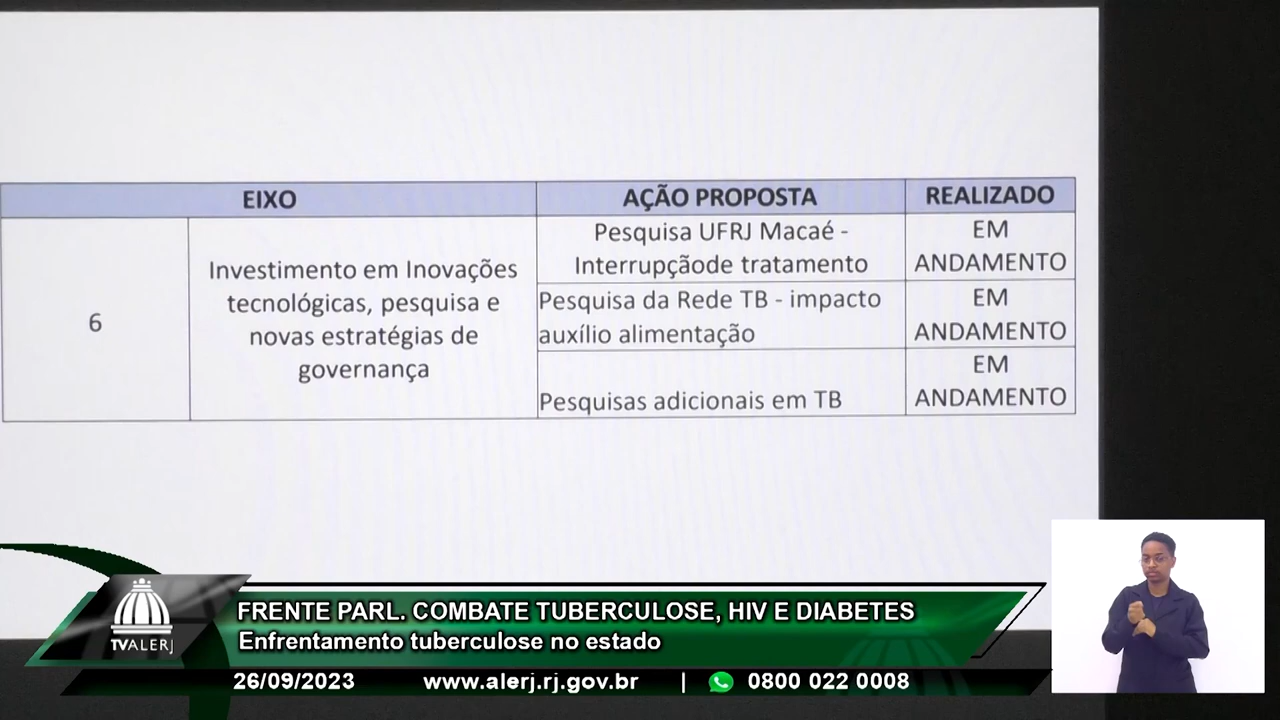 EIXO
AÇÃO PROPOSTA
REALIZADO
6
Investimento em Inovações
tecnológicas, pesquisa e
novas estratégias de
governança
Pesquisa UFRJ Macaé -
Interrupçãode tratamento
EM
ANDAMENTO
Pesquisa da Rede TB - impacto
auxílio alimentação
EM
ANDAMENTO
Pesquisas adicionais em TB
EM
ANDAMENTO
FRENTE PARL. COMBATE TUBERCULOSE, HIV E DIABETES
Enfrentamento tuberculose no estado
TVALERJ
26/09/2023 www.alerj.rj.gov.br | 0800 022 0008